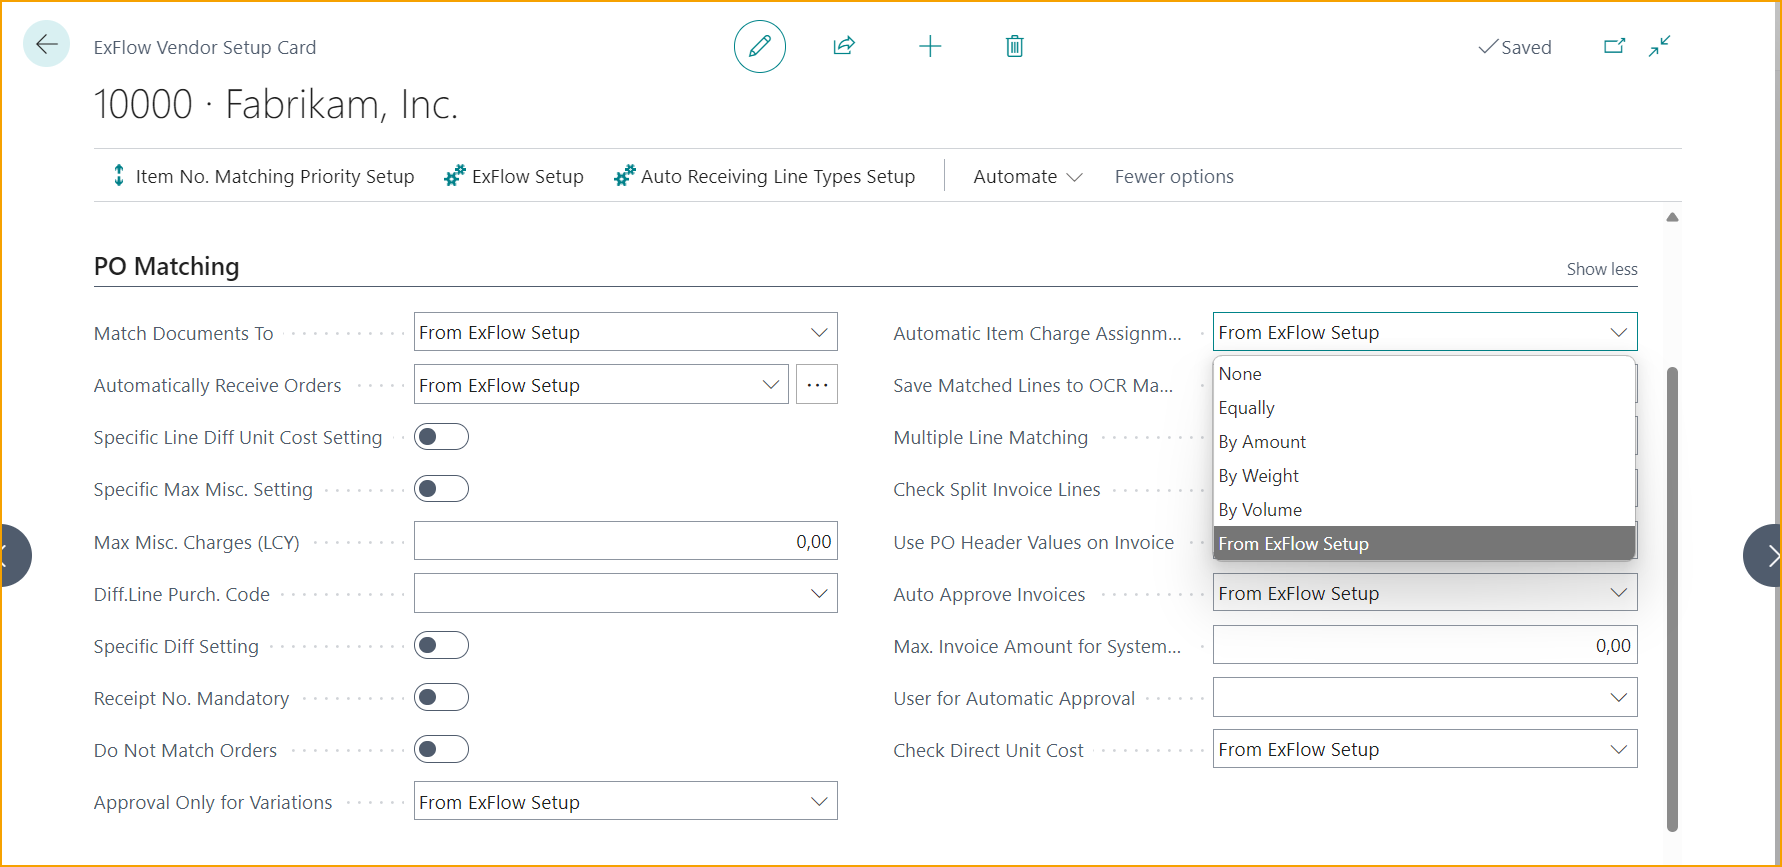 ExFlow Vendor Setup Card
Saved
10000 · Fabrikam, Inc.
Item No. Matching Priority Setup
ExFlow Setup
Auto Receiving Line Types Setup
Automate
Fewer options
PO Matching
Show less
Match Documents To
From ExFlow Setup
Automatically Receive Orders
From ExFlow Setup
Specific Line Diff Unit Cost Setting
Specific Max Misc. Setting
Max Misc. Charges (LCY)
0,00
Diff.Line Purch. Code
Specific Diff Setting
Receipt No. Mandatory
Do Not Match Orders
Approval Only for Variations
From ExFlow Setup
Automatic Item Charge Assignm...
From ExFlow Setup
None
Equally
By Amount
By Weight
By Volume
From ExFlow Setup
Save Matched Lines to OCR Ma...
Multiple Line Matching
Check Split Invoice Lines
Use PO Header Values on Invoice
Auto Approve Invoices
From ExFlow Setup
Max. Invoice Amount for System...
0,00
User for Automatic Approval
Check Direct Unit Cost
From ExFlow Setup